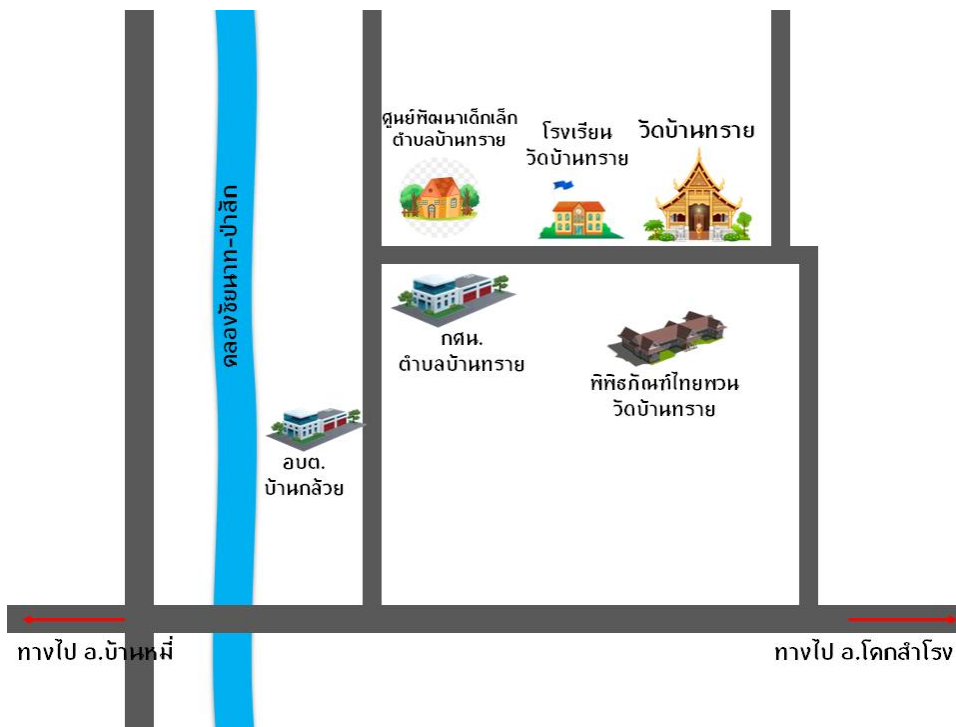 ศูนย์พัฒนาเด็กเล็ก
ตำบลบ้านทราย
โรงเรียน
วัดบ้านทราย
วัดบ้านทราย
คลองชัยนาท-ป่าสัก
กศน.
ตำบลบ้านทราย
พิพิธภัณฑ์ไทยพวน
วัดบ้านทราย
อบต.
บ้านกล้วย
ทางไป อ.บ้านหมี่
ทางไป อ.โคกสำโรง